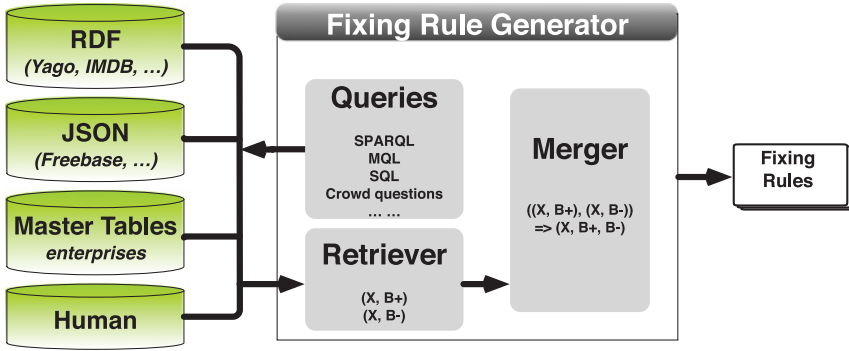 RDF
(Yago, IMDB, ...)
JSON
(Freebase, ...)
Master Tables
enterprises
Human
Fixing Rule Generator
Queries
SPARQL
MQL
SQL
Crowd questions
... ...
Retriever
(X, B+)
(X, B-)
Merger
((X, B+), (X, B-))
=> (X, B+, B-)
Fixing
Rules